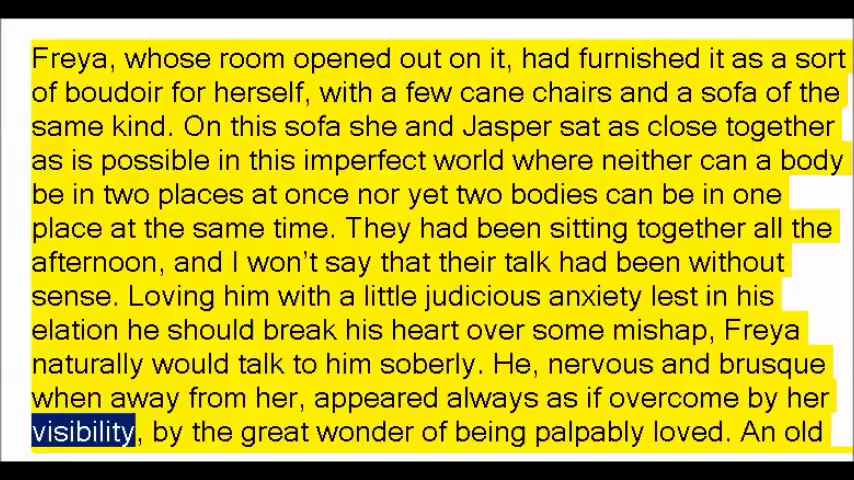 Freya, whose room opened out on it, had furnished it as a sort
of boudoir for herself, with a few cane chairs and a sofa of the
same kind. On this sofa she and Jasper sat as close together
as is possible in this imperfect world where neither can a body
be in two places at once nor yet two bodies can be in one
place at the same time. They had been sitting together all the
afternoon, and I won’t say that their talk had been without
sense. Loving him with a little judicious anxiety lest in his
elation he should break his heart over some mishap, Freya
naturally would talk to him soberly. He, nervous and brusque
when away from her, appeared always as if overcome by her
visibility, by the great wonder of being palpably loved. An old